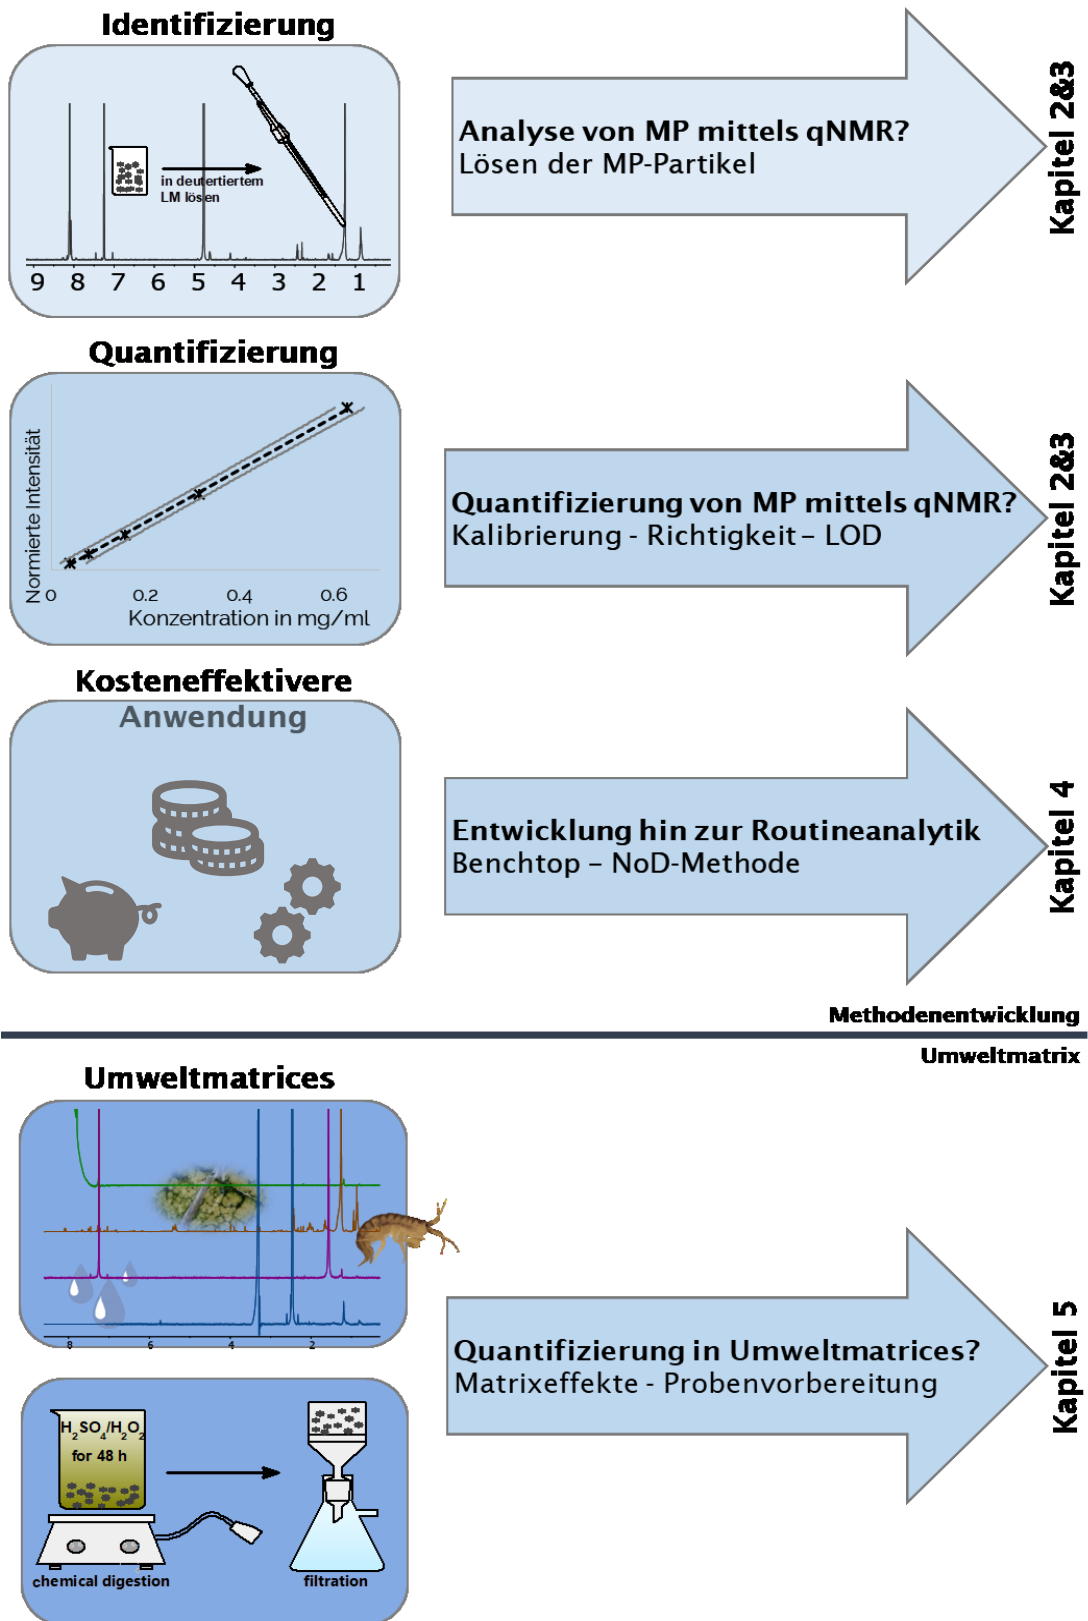 Identifizierung
in deutertiertem
LM lösen
9 8 7 6 5 4 3 2 1
Analyse von MP mittels qNMR?
Lösen der MP-Partikel
Kapitel 2&3
Quantifizierung
Normierte Intensität
0 0.2 0.4 0.6
Konzentration in mg/ml
Quantifizierung von MP mittels qNMR?
Kalibrierung - Richtigkeit – LOD
Kapitel 2&3
Kosteneffektivere
Anwendung
Entwicklung hin zur Routineanalytik
Benchtop – NoD-Methode
Kapitel 4
Methodenentwicklung
Umweltmatrix
Umweltmatrices
8 6 4 2
Quantifizierung in Umweltmatrices?
Matrixeffekte - Probenvorbereitung
Kapitel 5
H₂SO₄/H₂O₂
for 48 h
chemical digestion
filtration